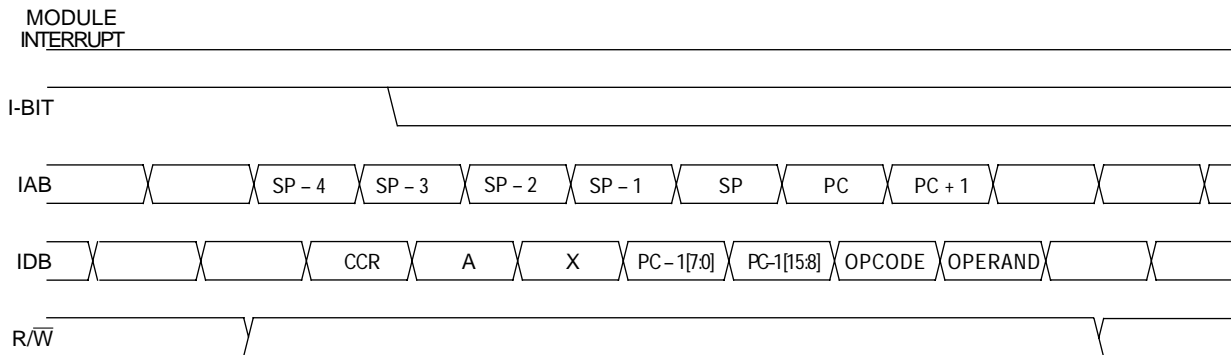 MODULE
INTERRUPT
I-BIT
IAB SP – 4 SP – 3 SP – 2 SP – 1 SP PC PC + 1
IDB CCR A X PC – 1[7:0] PC–1[15:8] OPCODE OPERAND
R/W̅